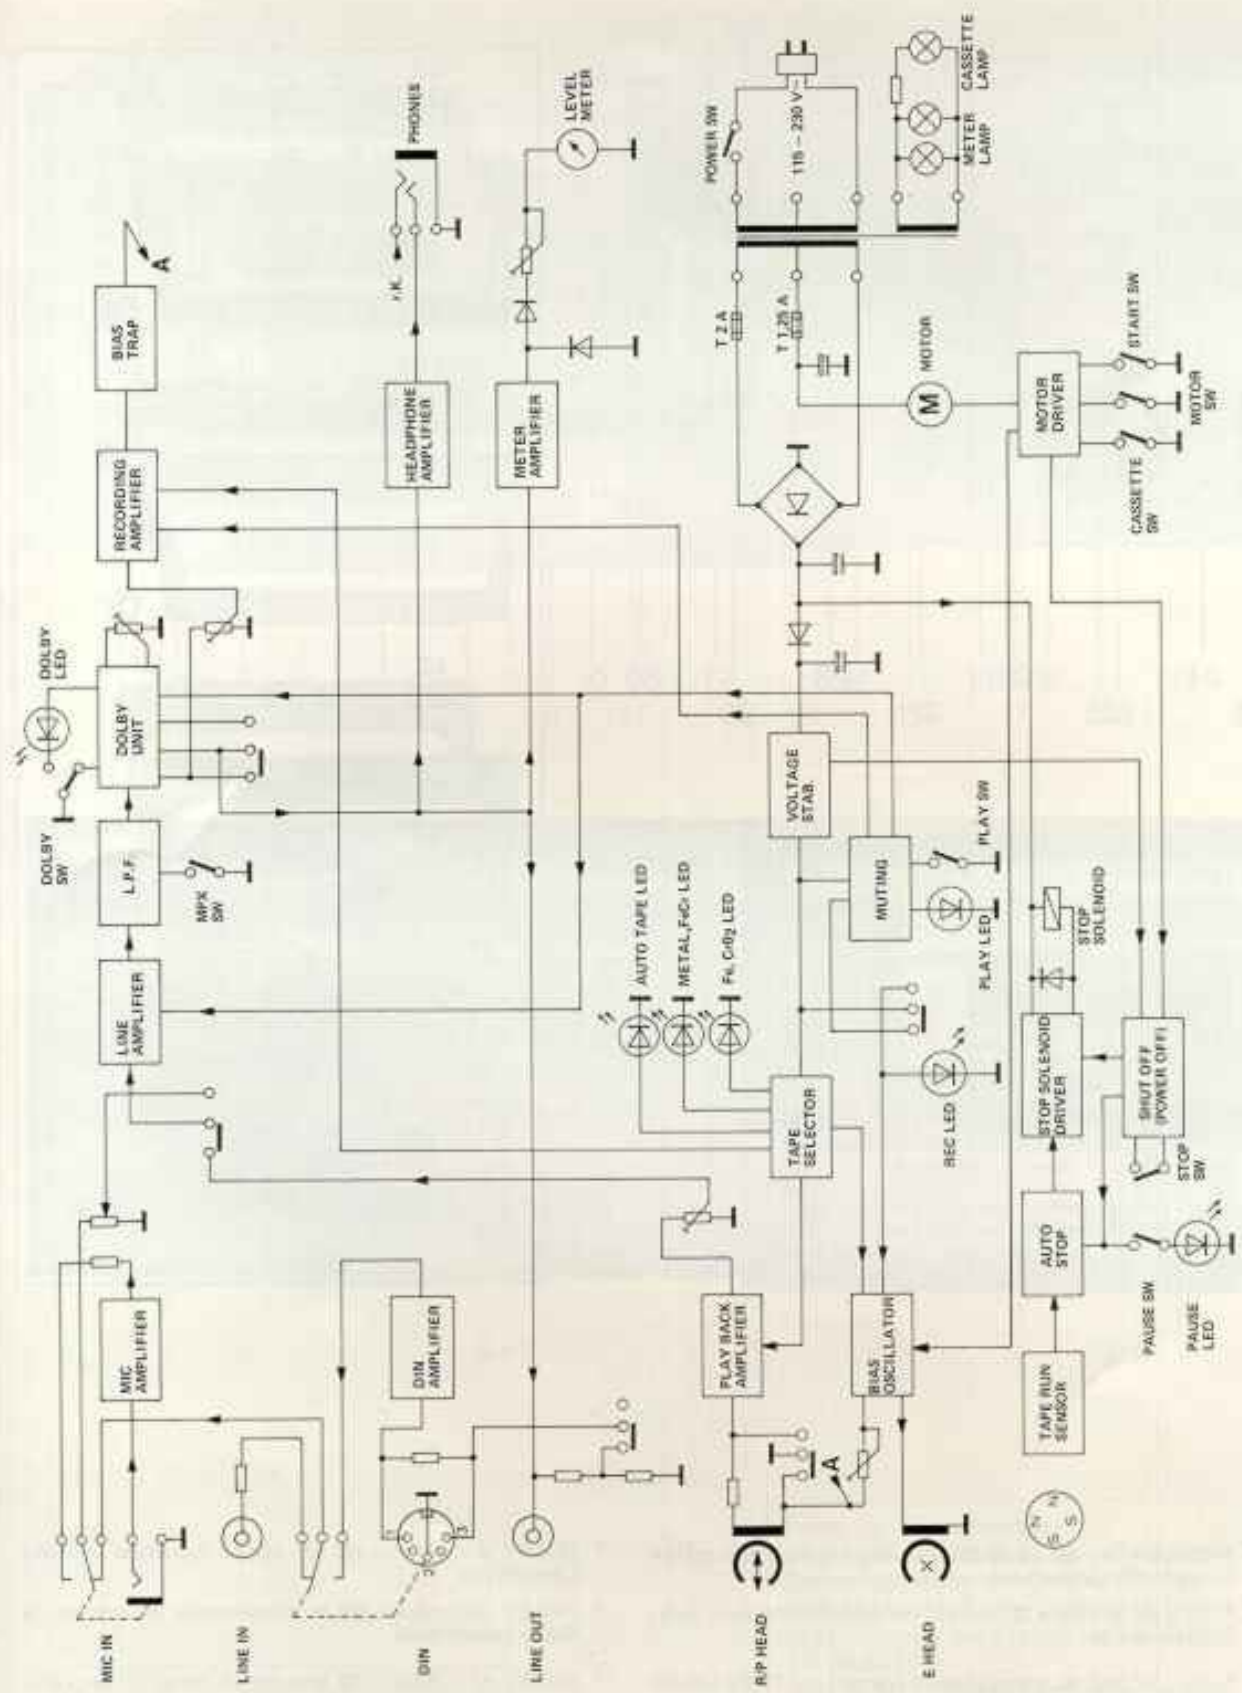 MIC IN
LINE IN
DIN
LINE OUT
R/P HEAD
E HEAD
MIC
AMPLIFIER
LINE
AMPLIFIER
L.P.F.
MPX
SW
DOLBY
SW
DOLBY
LED
DOLBY
UNIT
RECORDING
AMPLIFIER
BIAS
TRAP
A
DIN
AMPLIFIER
1
3
HEADPHONE
AMPLIFIER
r.K.
PHONES
METER
AMPLIFIER
LEVEL
METER
AUTO TAPE LED
METAL,FeCr LED
Fe, CrO2 LED
PLAY BACK
AMPLIFIER
TAPE
SELECTOR
VOLTAGE
STAB.
T 2 A
T 1,25 A
POWER SW
115 – 230 V~
A
BIAS
OSCILLATOR
REC LED
MUTING
PLAY LED
PLAY SW
M
MOTOR
METER
LAMP
CASSETTE
LAMP
N
N
S
S
TAPE RUN
SENSOR
AUTO
STOP
STOP SOLENOID
DRIVER
STOP
SOLENOID
MOTOR
DRIVER
CASSETTE
SW
MOTOR
SW
START SW
PAUSE SW
PAUSE
LED
STOP
SW
SHUT OFF
(POWER OFF)